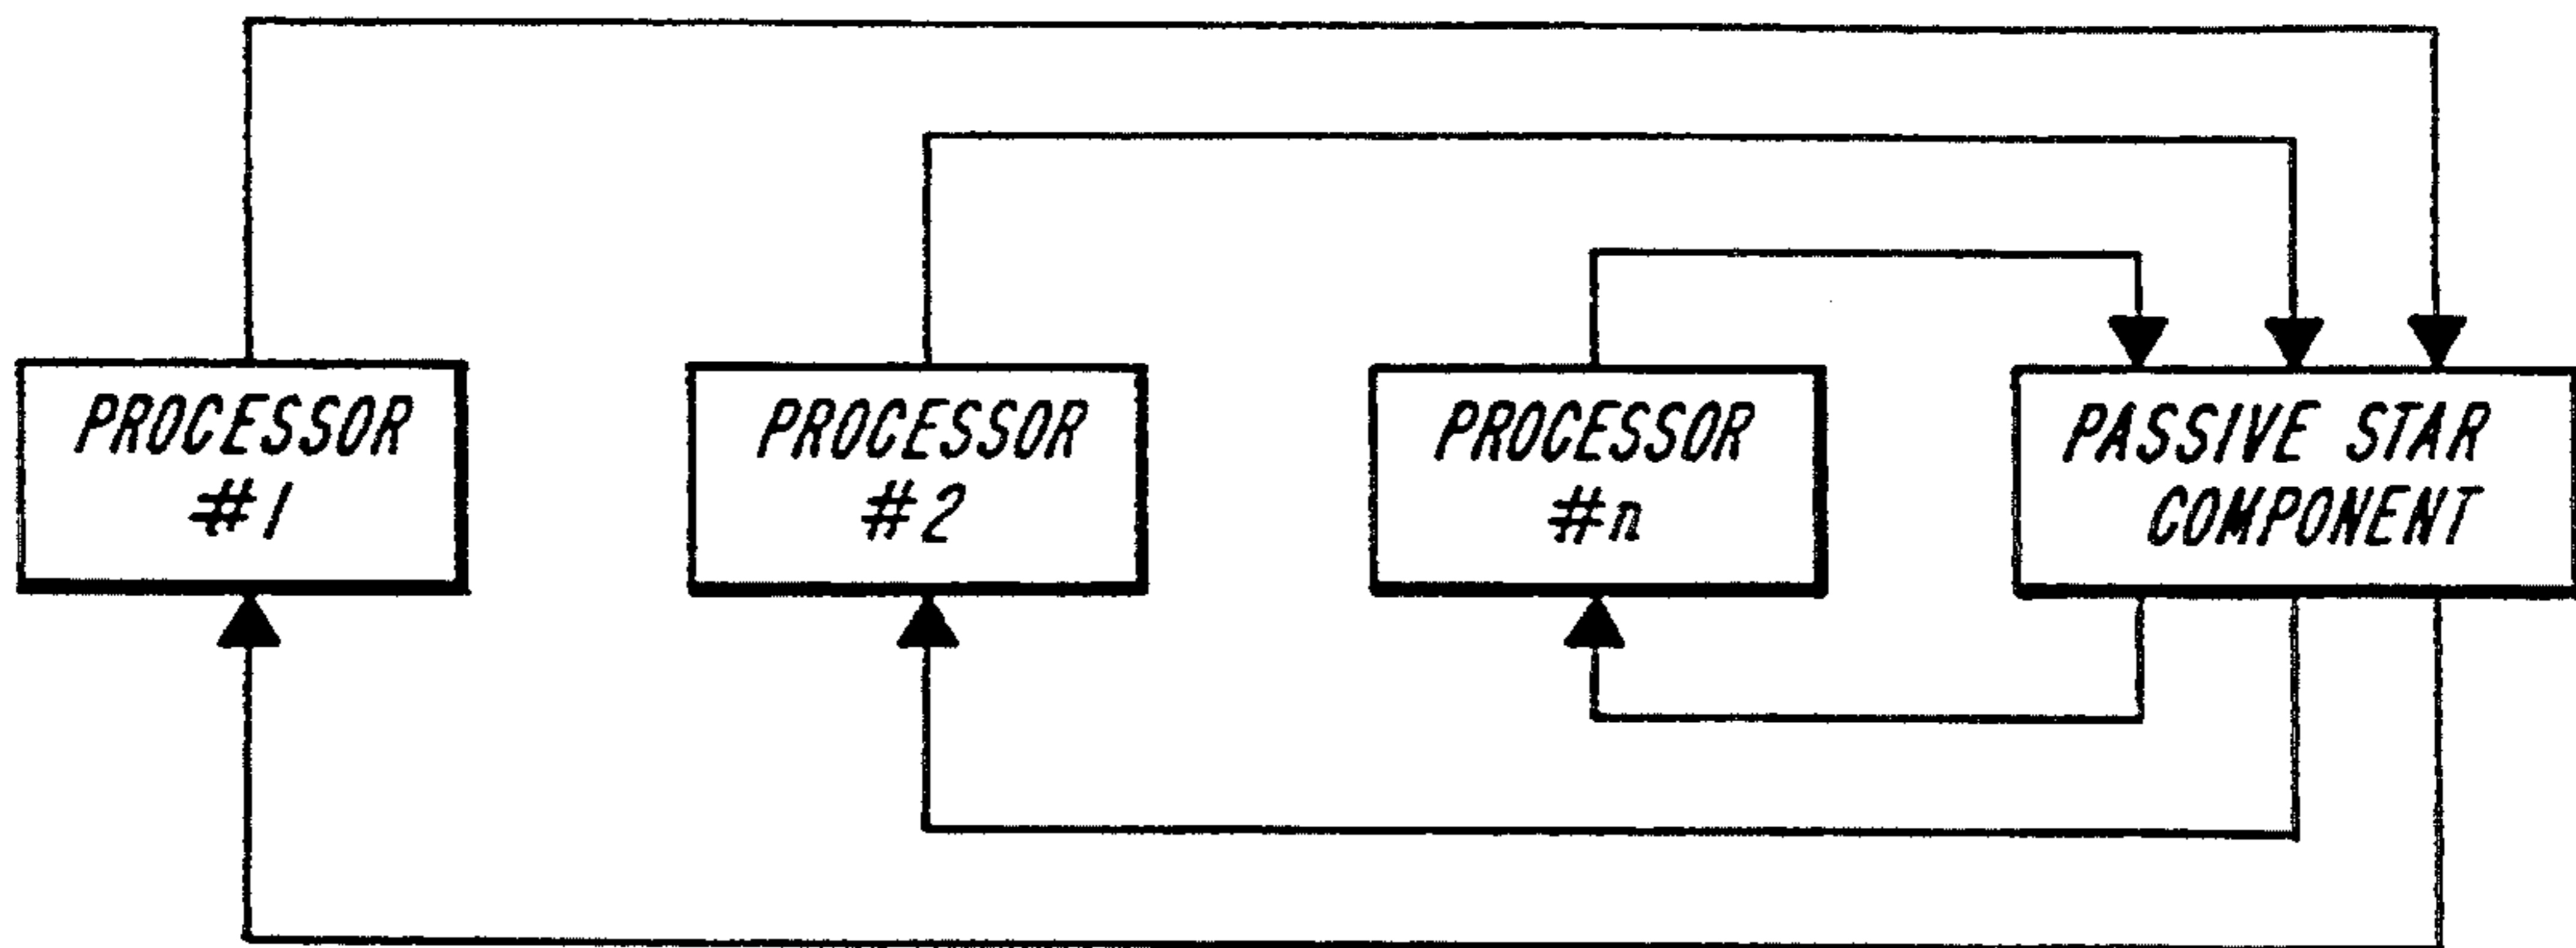 PROCESSOR
#1
PROCESSOR
#2
PROCESSOR
#n
PASSIVE STAR
COMPONENT